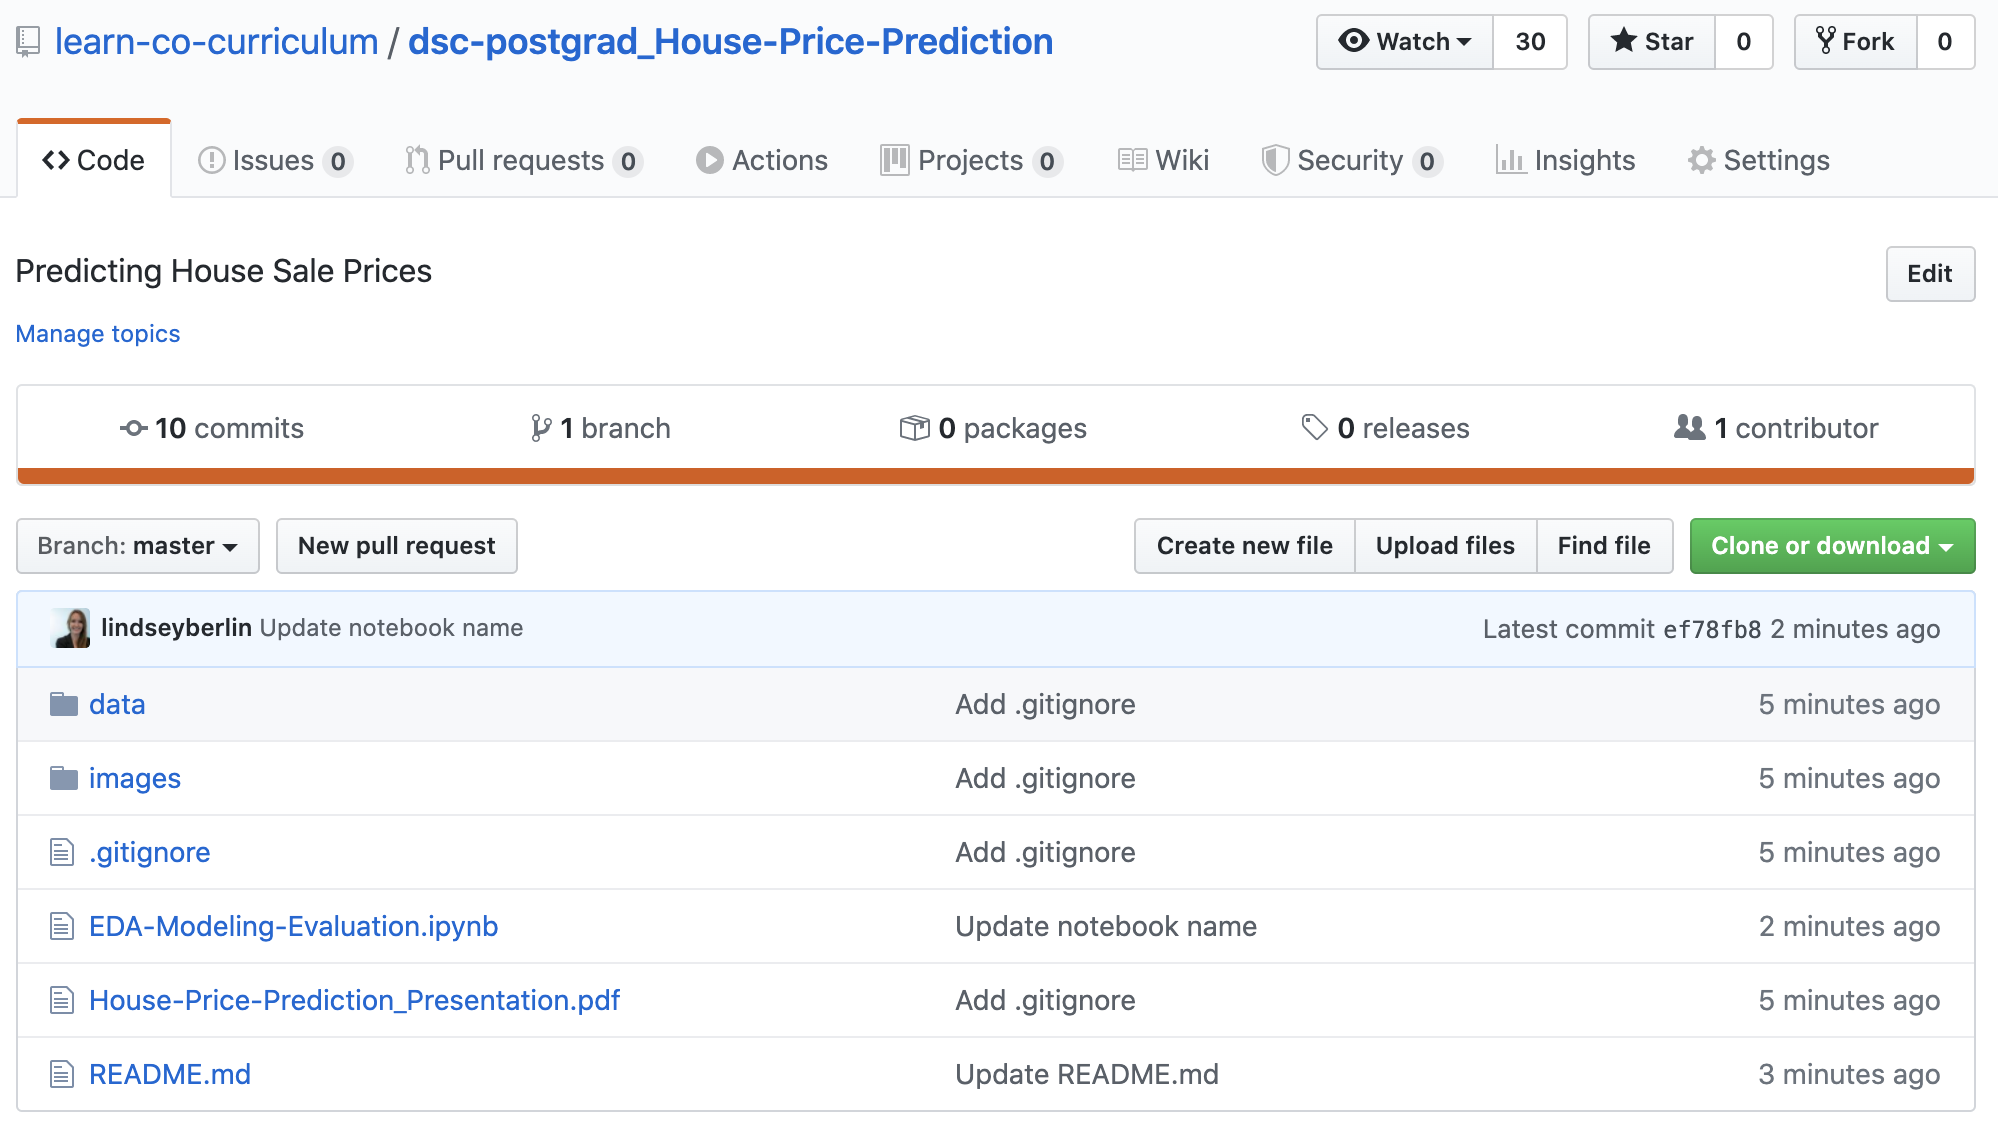 learn-co-curriculum / dsc-postgrad_House-Price-Prediction Watch 30 Star 0 Fork 0
Code Issues 0 Pull requests 0 Actions Projects 0 Wiki Security 0 Insights Settings
Predicting House Sale Prices Edit
Manage topics
10 commits 1 branch 0 packages 0 releases 1 contributor
Branch: master New pull request Create new file Upload files Find file Clone or download
lindseyberlin Update notebook name Latest commit ef78fb8 2 minutes ago
data Add .gitignore 5 minutes ago
images Add .gitignore 5 minutes ago
.gitignore Add .gitignore 5 minutes ago
EDA-Modeling-Evaluation.ipynb Update notebook name 2 minutes ago
House-Price-Prediction_Presentation.pdf Add .gitignore 5 minutes ago
README.md Update README.md 3 minutes ago